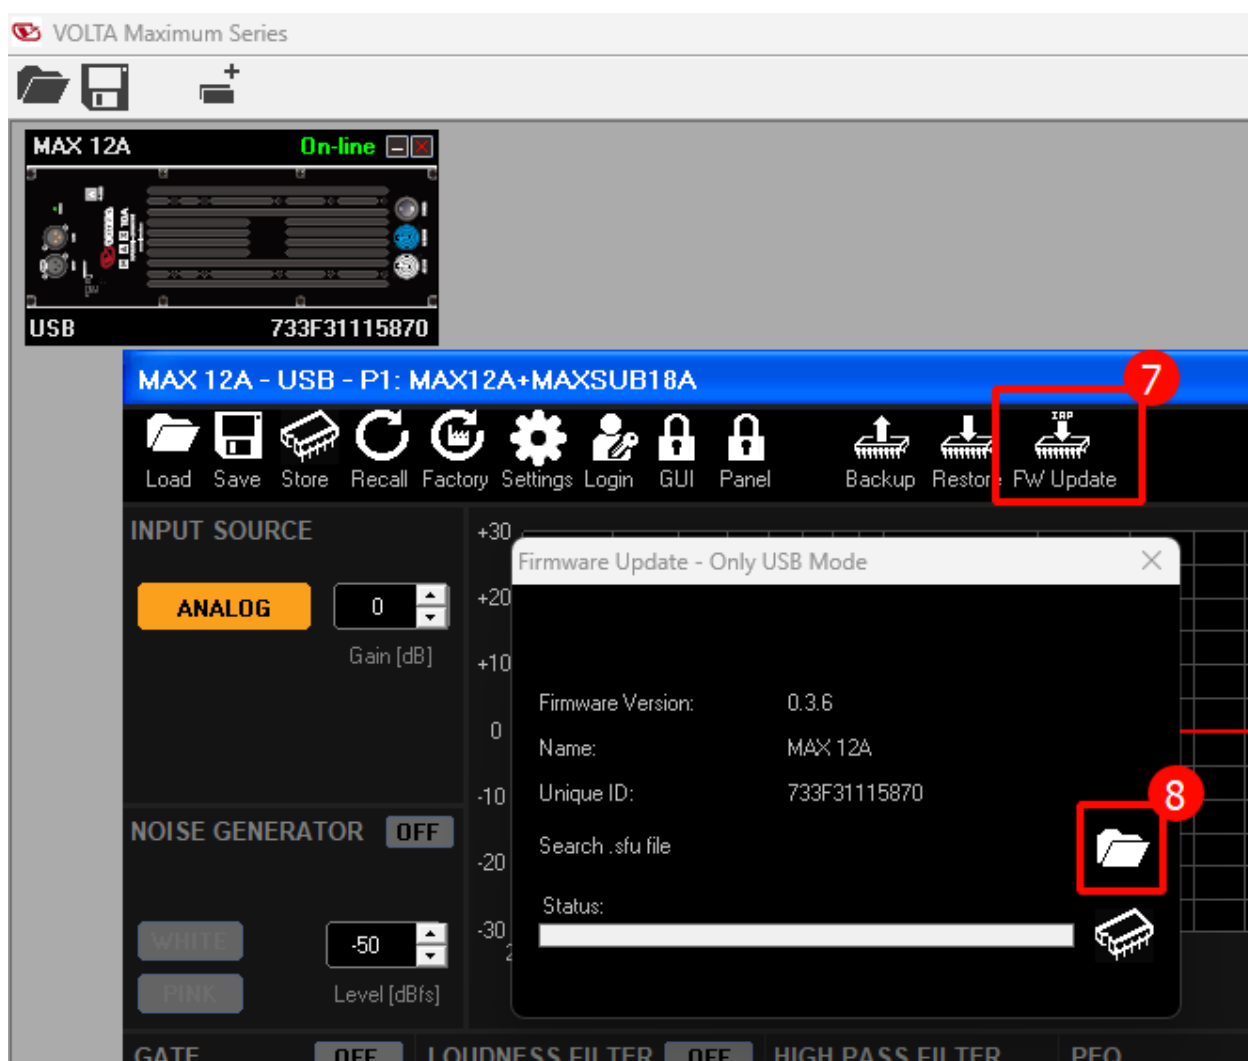 VOLTA Maximum Series
MAX 12A On-line
USB 733F31115870
MAX 12A - USB - P1: MAX12A+MAXSUB18A
7
IAP
Load Save Store Recall Factory Settings Login GUI Panel Backup Restore FW Update
INPUT SOURCE
+30
Firmware Update - Only USB Mode
ANALOG 0
+20
Gain [dB]
+10
Firmware Version: 0.3.6
0
Name: MAX 12A
-10
Unique ID: 733F31115870
8
NOISE GENERATOR OFF
Search .sfu file
-20
Status:
-30
WHITE -50
2
PINK Level [dBfs]
GATE OFF LOUDNESS FILTER OFF HIGH PASS FILTER PEQ